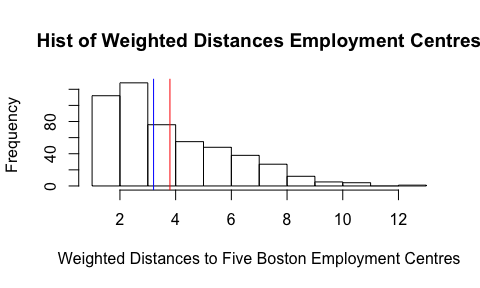 Hist of Weighted Distances Employment Centres
Frequency
80
40
0
2 4 6 8 10 12
Weighted Distances to Five Boston Employment Centres